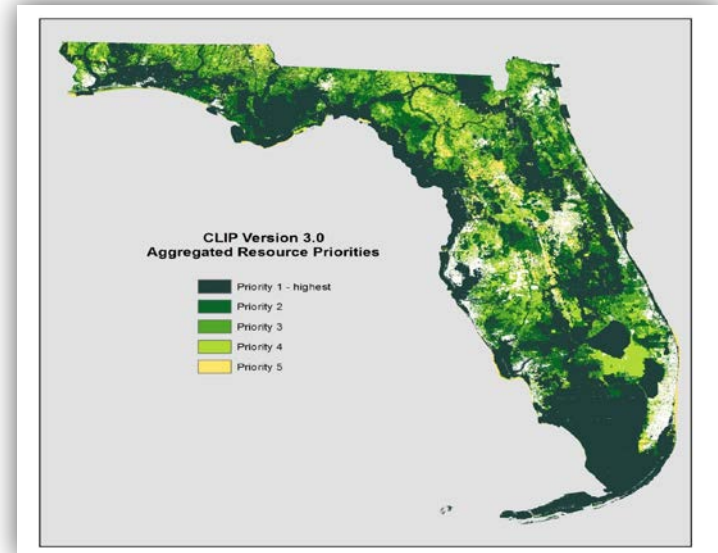 CLIP Version 3.0
Aggregated Resource Priorities
Priority 1 - highest
Priority 2
Priority 3
Priority 4
Priority 5